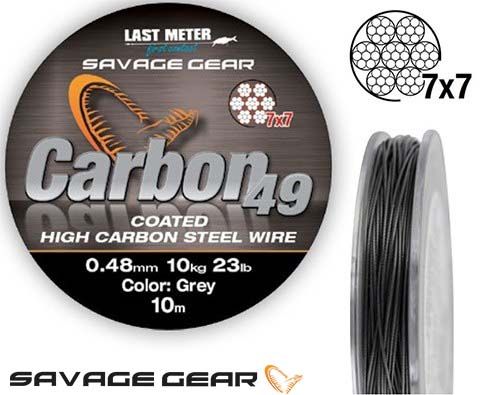 LAST METER
first contact
SAVAGE GEAR
7x7
Carbon49
COATED
HIGH CARBON STEEL WIRE
0.48mm 10kg 23lb
Color: Grey
10m
7x7
SAVAGE GEAR